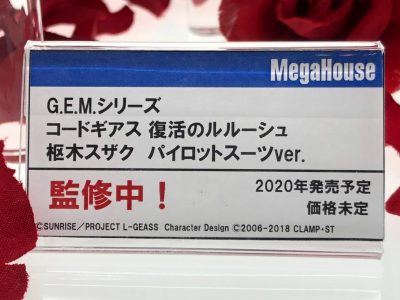 MegaHouse
G.E.M.シリーズ
コードギアス 復活のルルーシュ
枢木スザク パイロットスーツver.
監修中！
2020年発売予定
価格未定
©SUNRISE／PROJECT L-GEASS Character Design ©2006-2018 CLAMP・ST